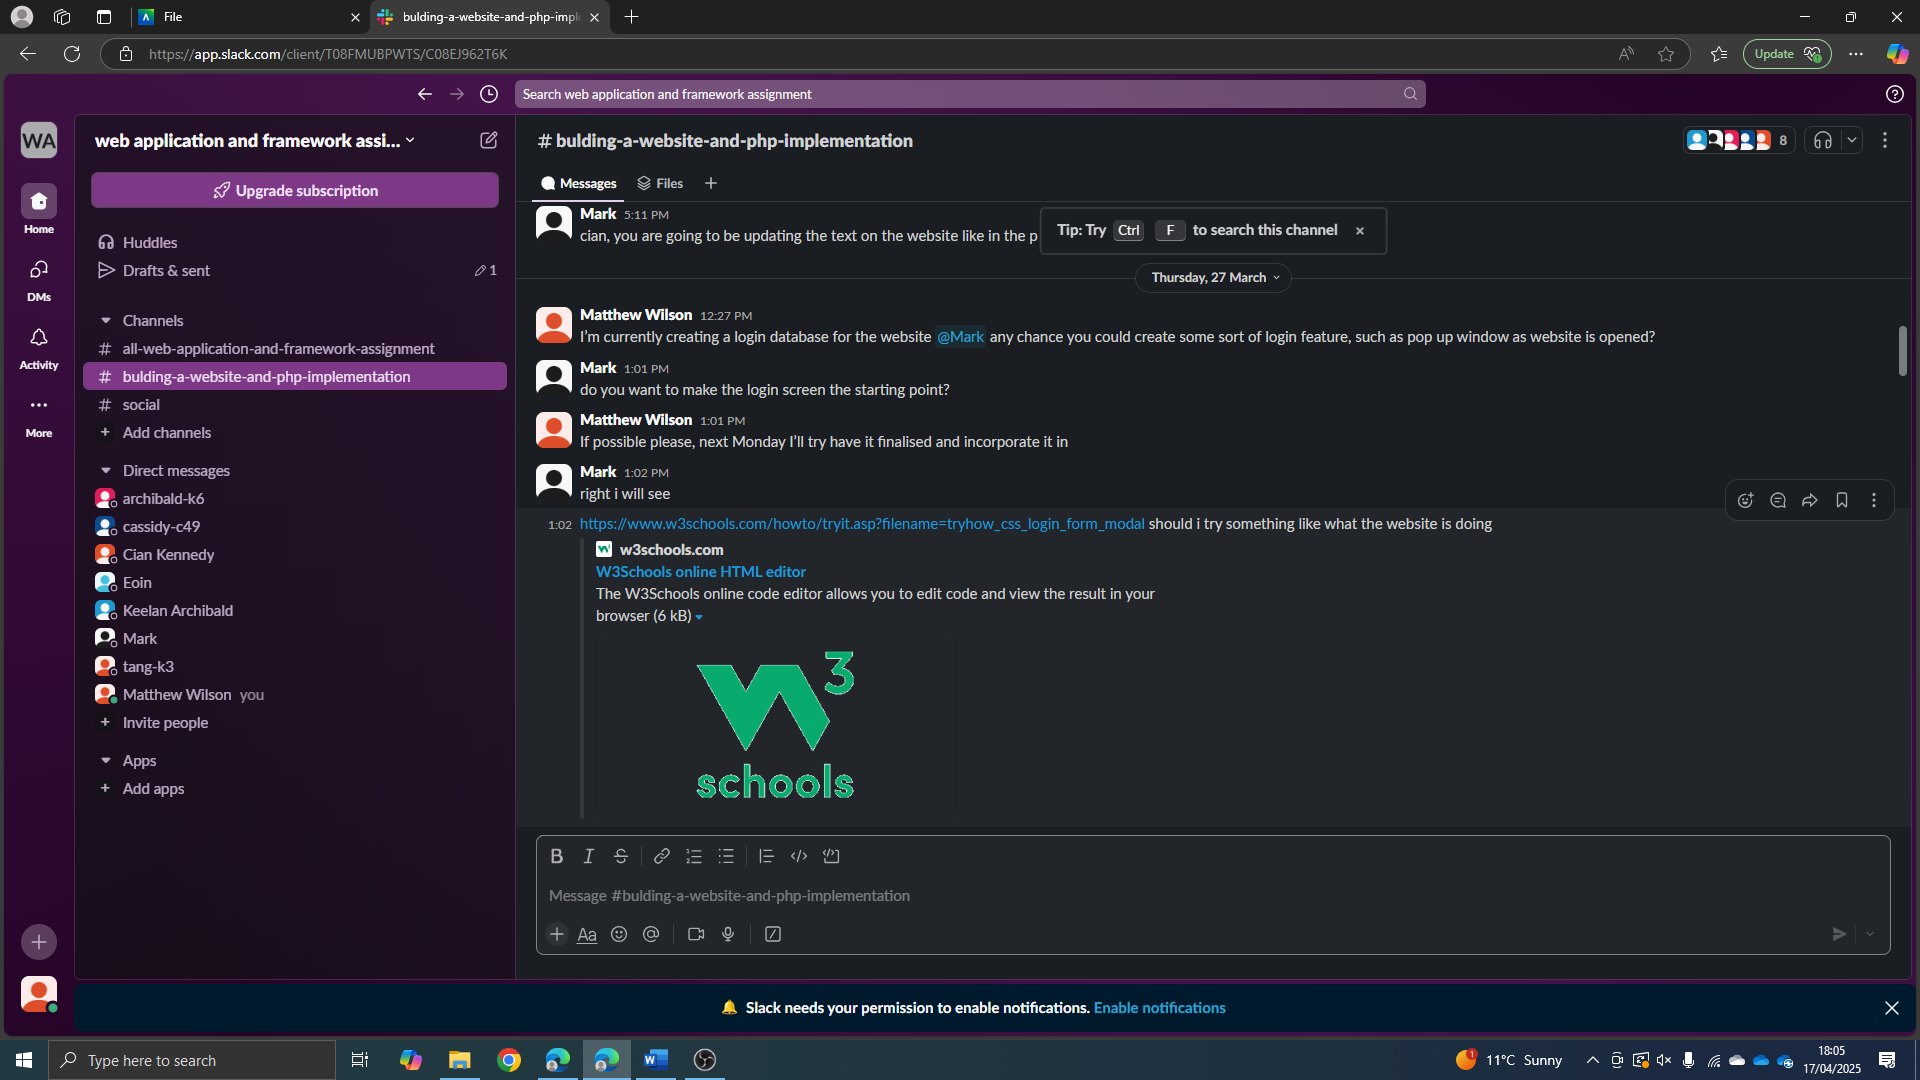 File
bulding-a-website-and-php-impl
https://app.slack.com/client/T08FMUBPWTS/C08EJ962T6K
Update
Search web application and framework assignment
WA
web application and framework assi...
# bulding-a-website-and-php-implementation
8
Upgrade subscription
Messages
Files
Home
Huddles
Drafts & sent
1
DMs
Channels
# all-web-application-and-framework-assignment
Activity
# bulding-a-website-and-php-implementation
# social
More
+ Add channels
Direct messages
archibald-k6
cassidy-c49
Cian Kennedy
Eoin
Keelan Archibald
Mark
tang-k3
Matthew Wilson you
+ Invite people
Apps
+ Add apps
Mark 5:11 PM
cian, you are going to be updating the text on the website like in the p
Tip: Try Ctrl F to search this channel
Thursday, 27 March
Matthew Wilson 12:27 PM
I'm currently creating a login database for the website @Mark any chance you could create some sort of login feature, such as pop up window as website is opened?
Mark 1:01 PM
do you want to make the login screen the starting point?
Matthew Wilson 1:01 PM
If possible please, next Monday I'll try have it finalised and incorporate it in
Mark 1:02 PM
right i will see
1:02 https://www.w3schools.com/howto/tryit.asp?filename=tryhow_css_login_form_modal should i try something like what the website is doing
w3schools.com
W3Schools online HTML editor
The W3Schools online code editor allows you to edit code and view the result in your
browser (6 kB)
W3
schools
Message #bulding-a-website-and-php-implementation
Aa
Slack needs your permission to enable notifications. Enable notifications
Type here to search
1
11°C Sunny
18:05
17/04/2025